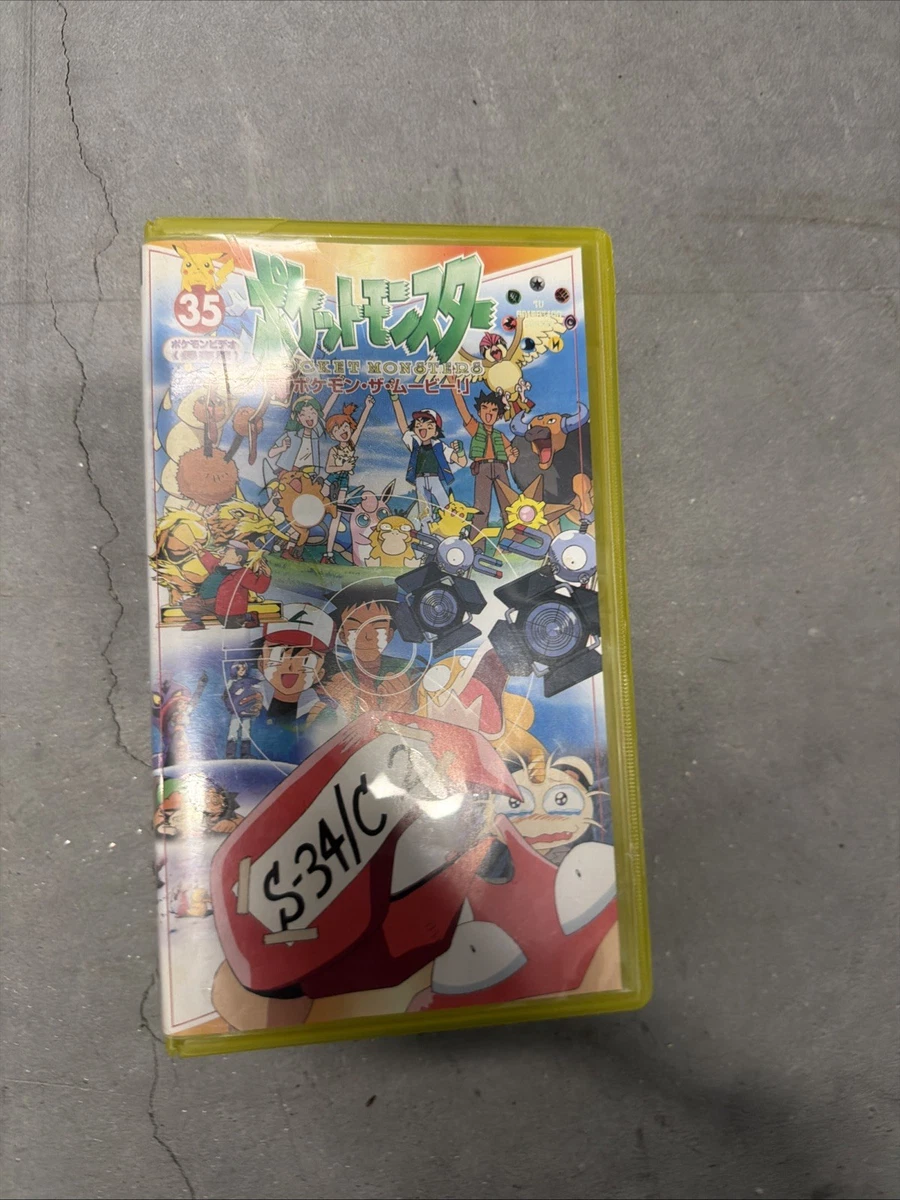 35
ポケットモンスター
ポケモンビデオ
POCKET MONSTERS
ポケモン・ザ・ムービー!!」
S-34/C